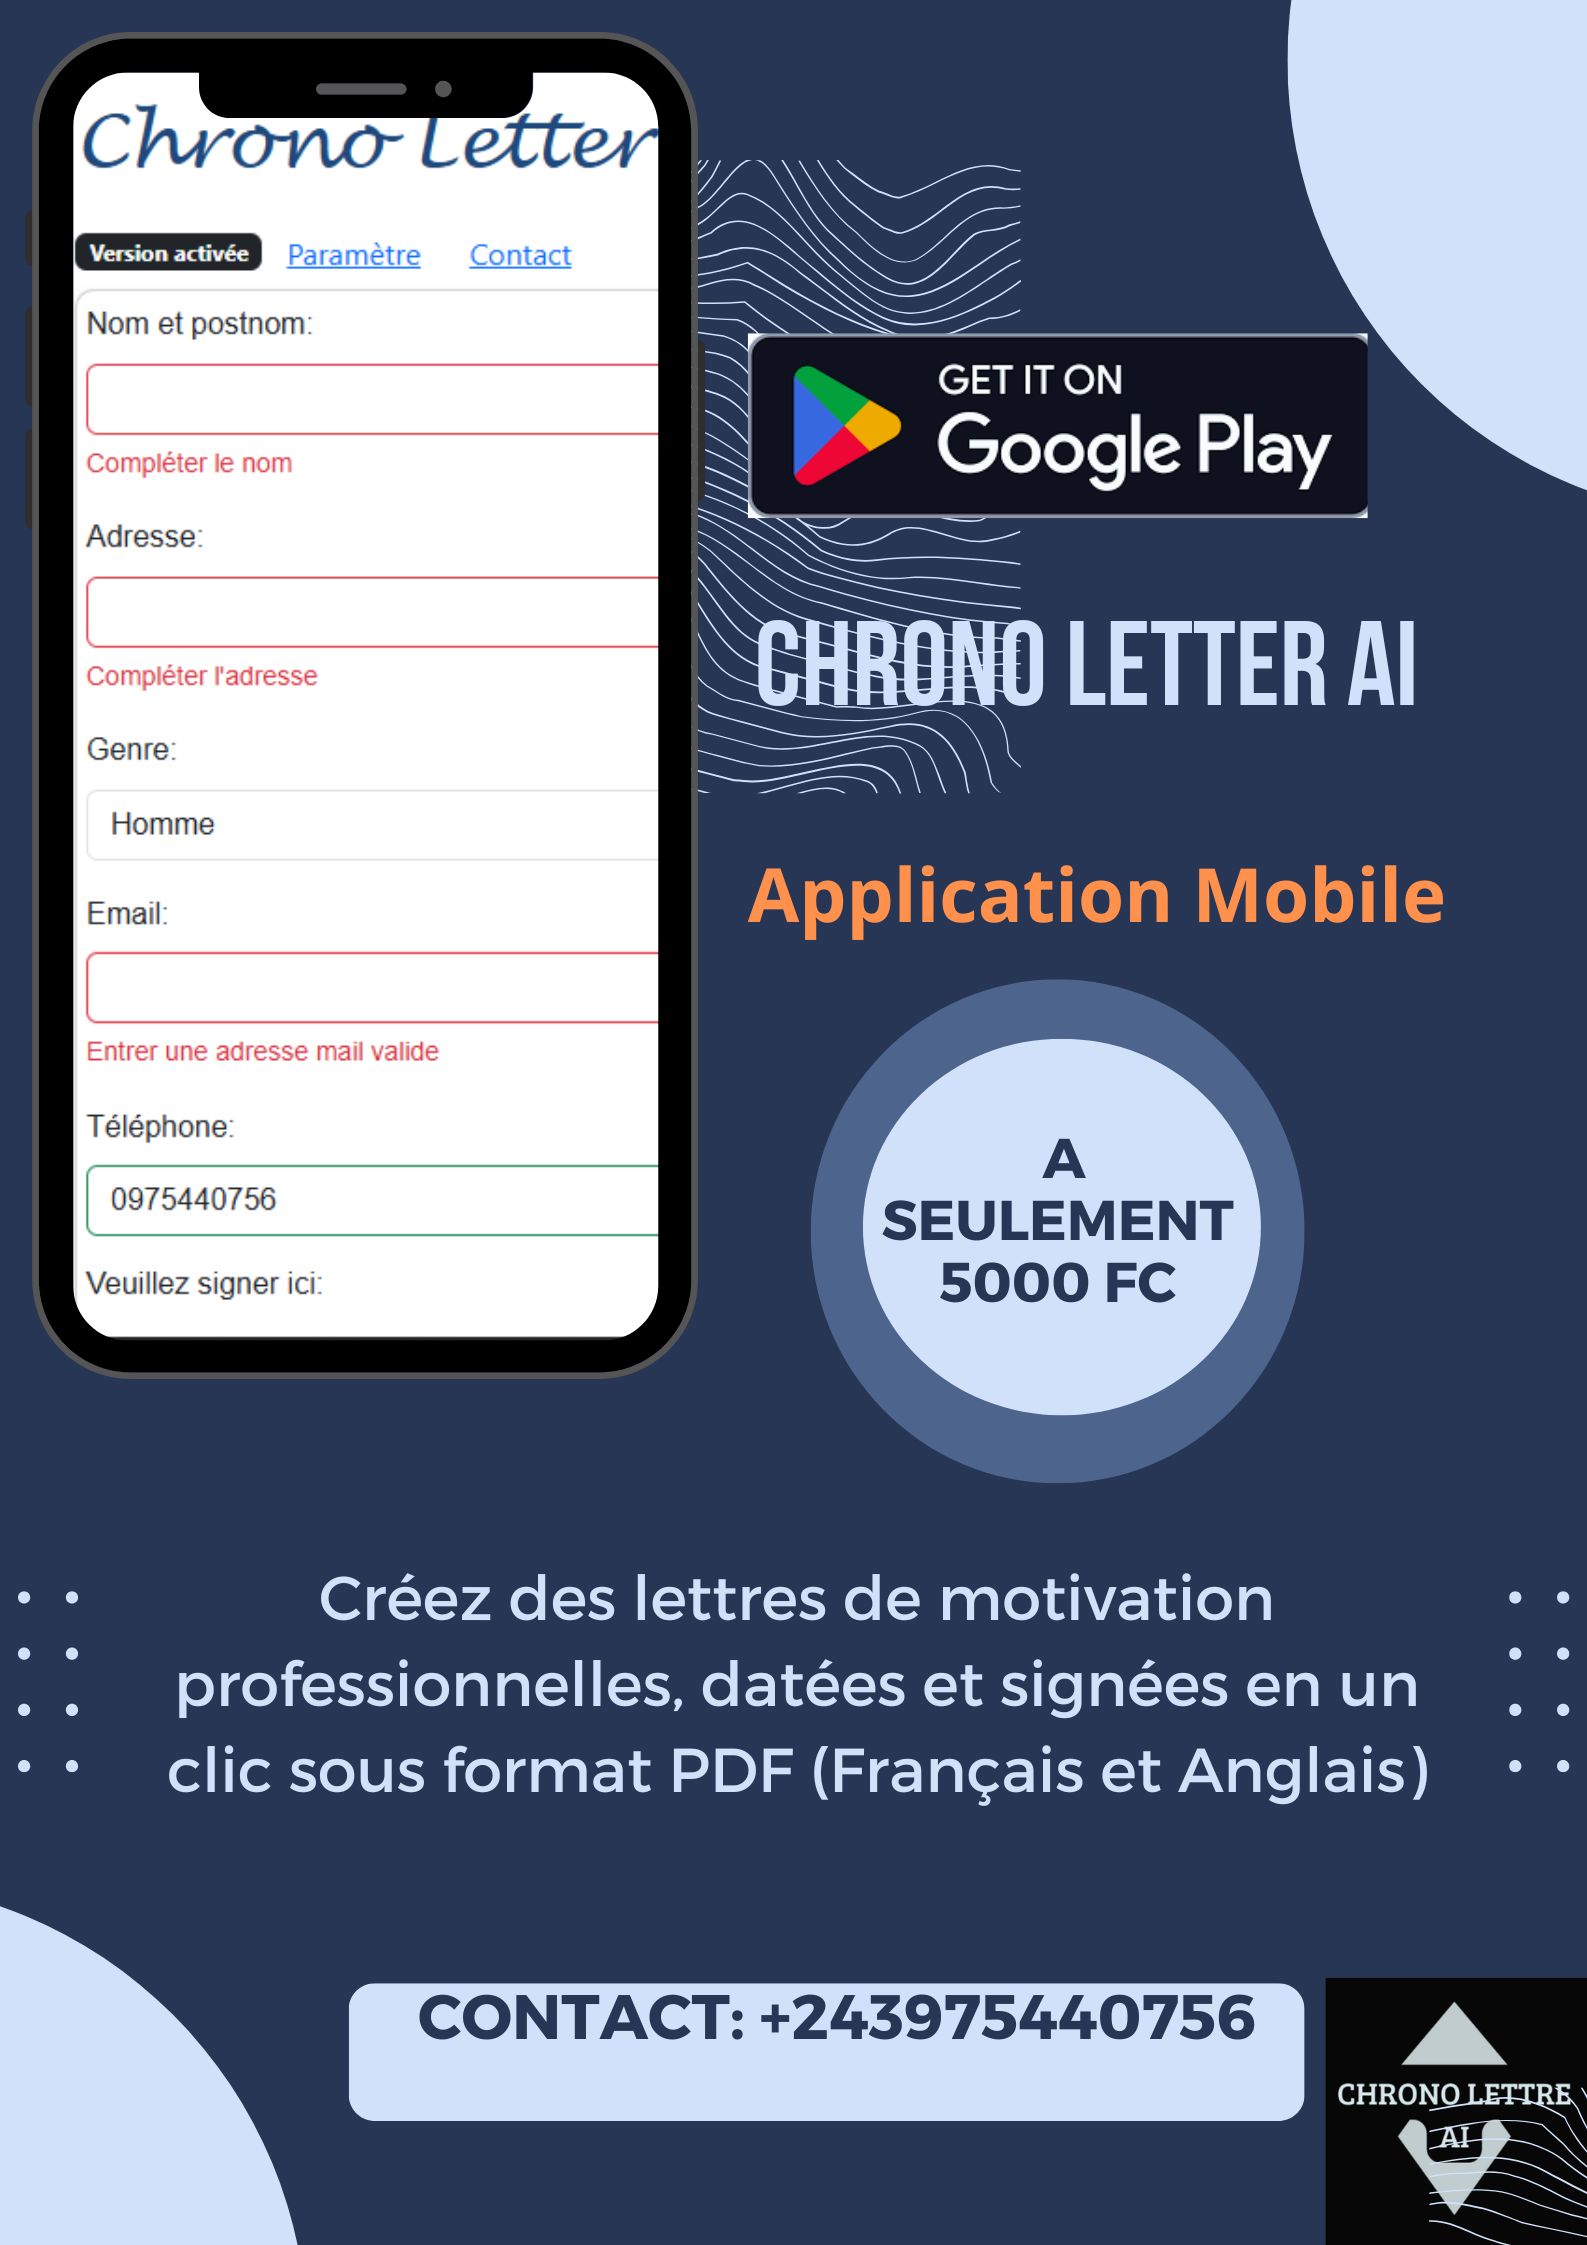 Chrono Letter
Version activée Paramètre Contact
Nom et postnom:
Compléter le nom
Adresse:
Compléter l'adresse
Genre:
Homme
Email:
Entrer une adresse mail valide
Téléphone:
0975440756
Veuillez signer ici:
GET IT ON
Google Play
CHRONO LETTER AI
Application Mobile
A
SEULEMENT
5000 FC
Créez des lettres de motivation
professionnelles, datées et signées en un
clic sous format PDF (Français et Anglais)
CONTACT: +243975440756
CHRONO LETTRE
AI